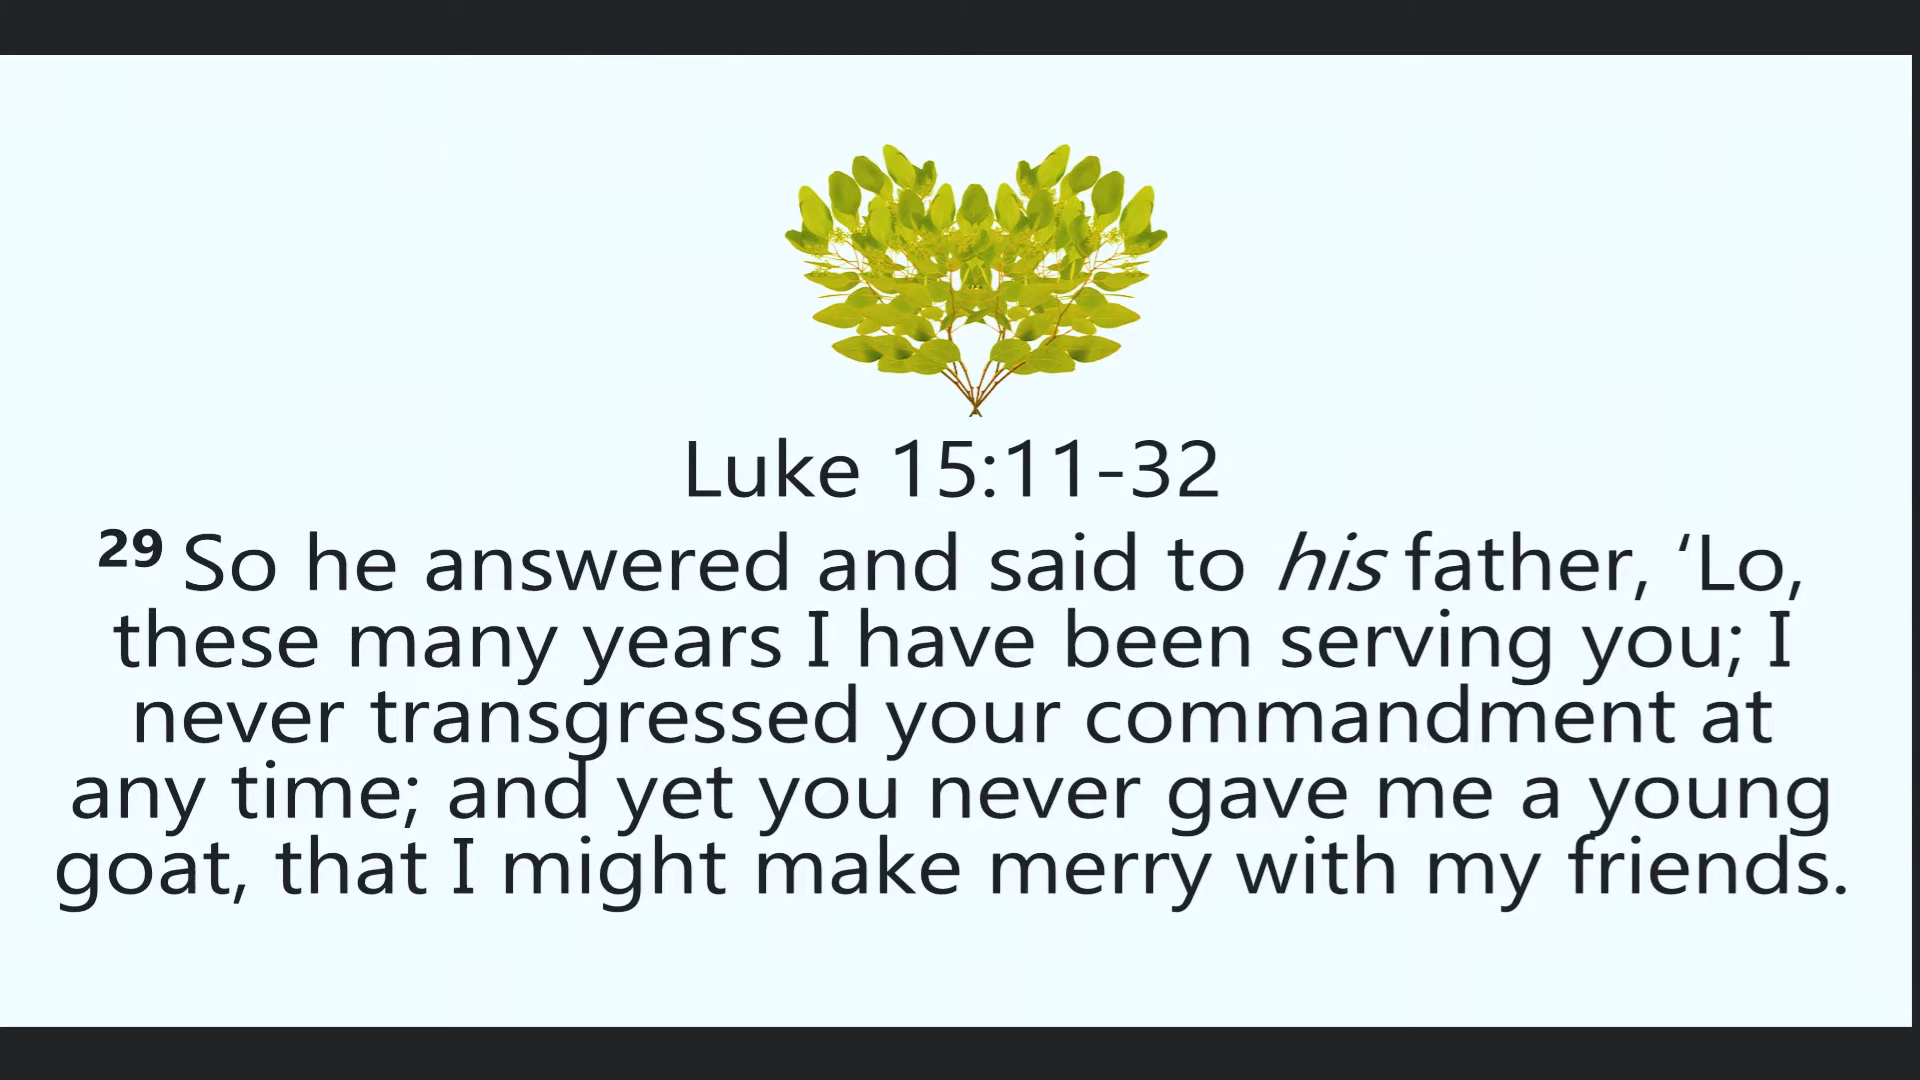 Luke 15:11-32
29 So he answered and said to his father, ‘Lo,
these many years I have been serving you; I
never transgressed your commandment at
any time; and yet you never gave me a young
goat, that I might make merry with my friends.